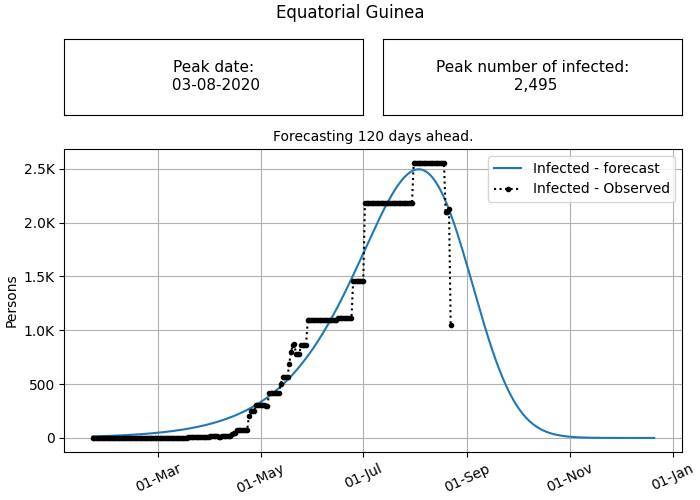 Equatorial Guinea
Peak date:
03-08-2020
Peak number of infected:
2,495
Forecasting 120 days ahead.
Infected - forecast
Infected - Observed
Persons
2.5K
2.0K
1.5K
1.0K
500
0
01-Mar
01-May
01-Jul
01-Sep
01-Nov
01-Jan